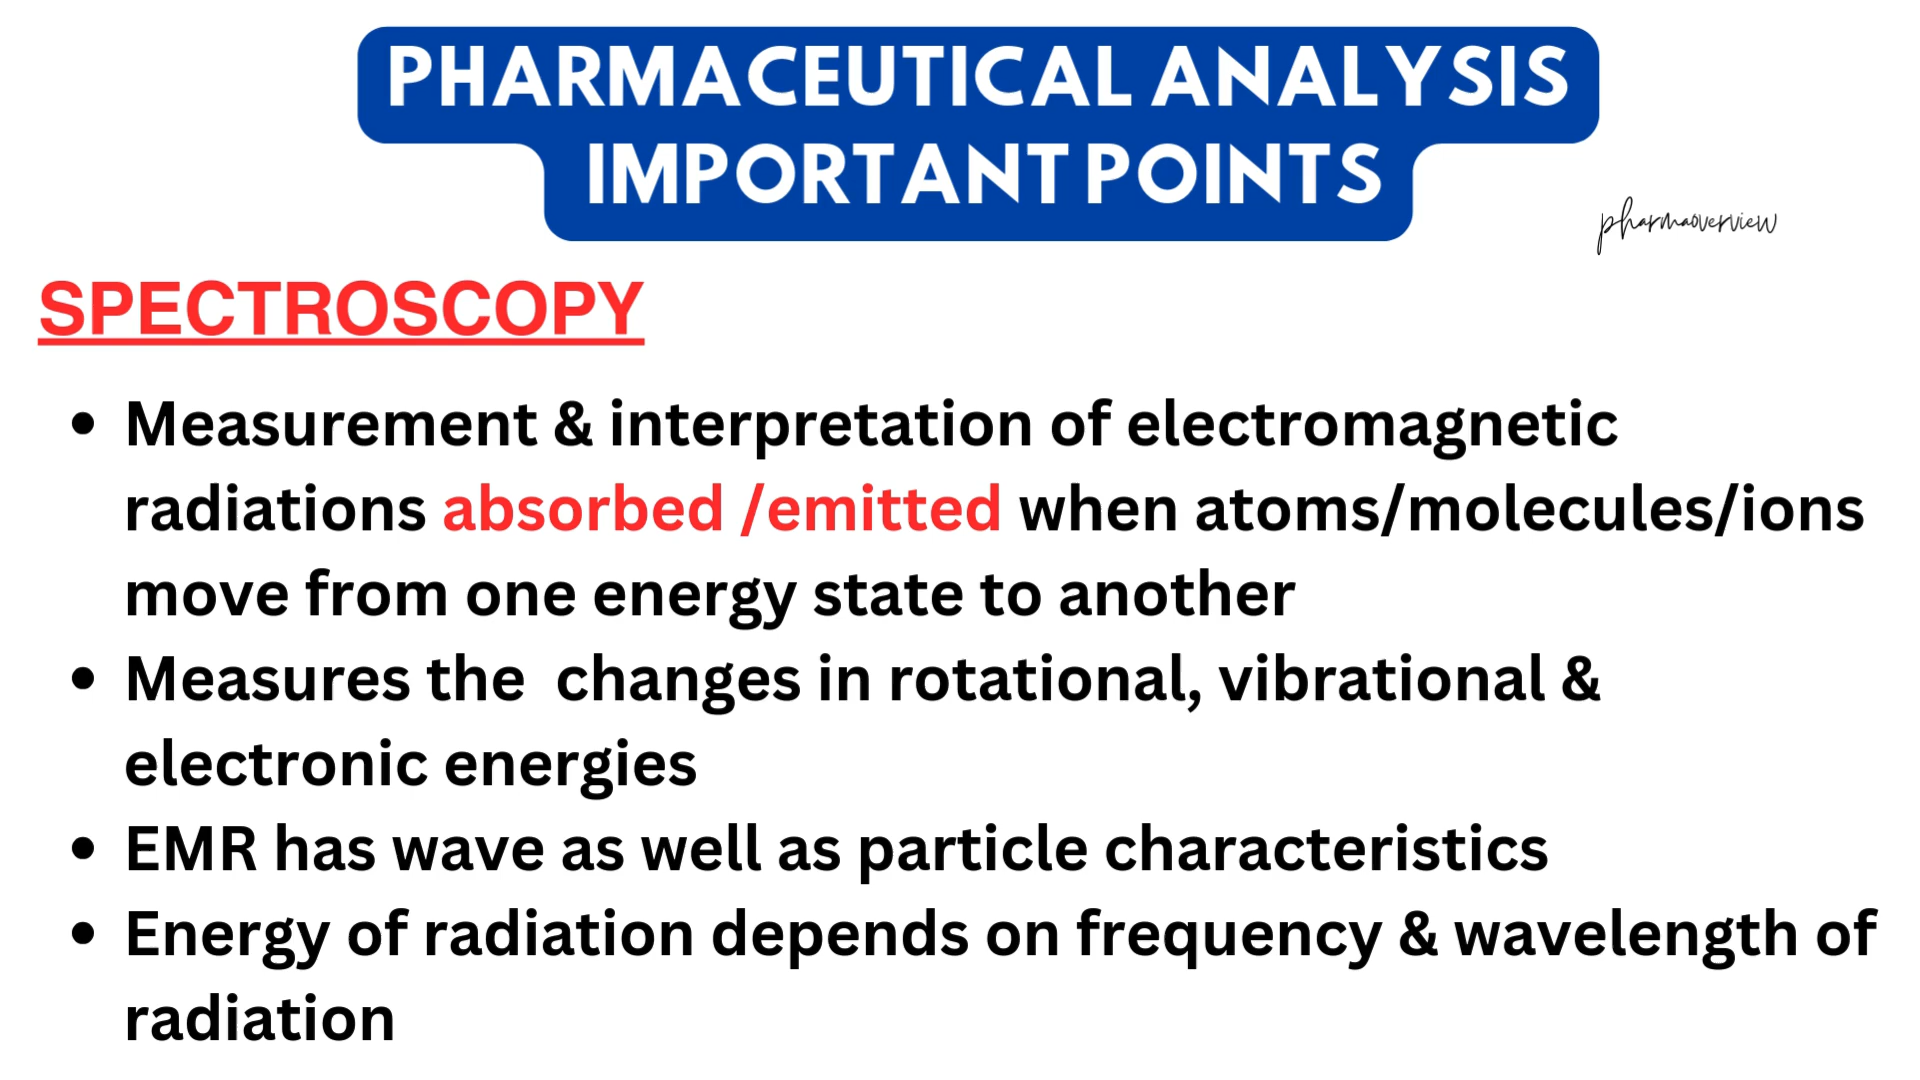 PHARMACEUTICAL ANALYSIS
IMPORTANT POINTS
pharmaoverview
SPECTROSCOPY
• Measurement & interpretation of electromagnetic
radiations absorbed /emitted when atoms/molecules/ions
move from one energy state to another
• Measures the  changes in rotational, vibrational &
electronic energies
• EMR has wave as well as particle characteristics
• Energy of radiation depends on frequency & wavelength of
radiation